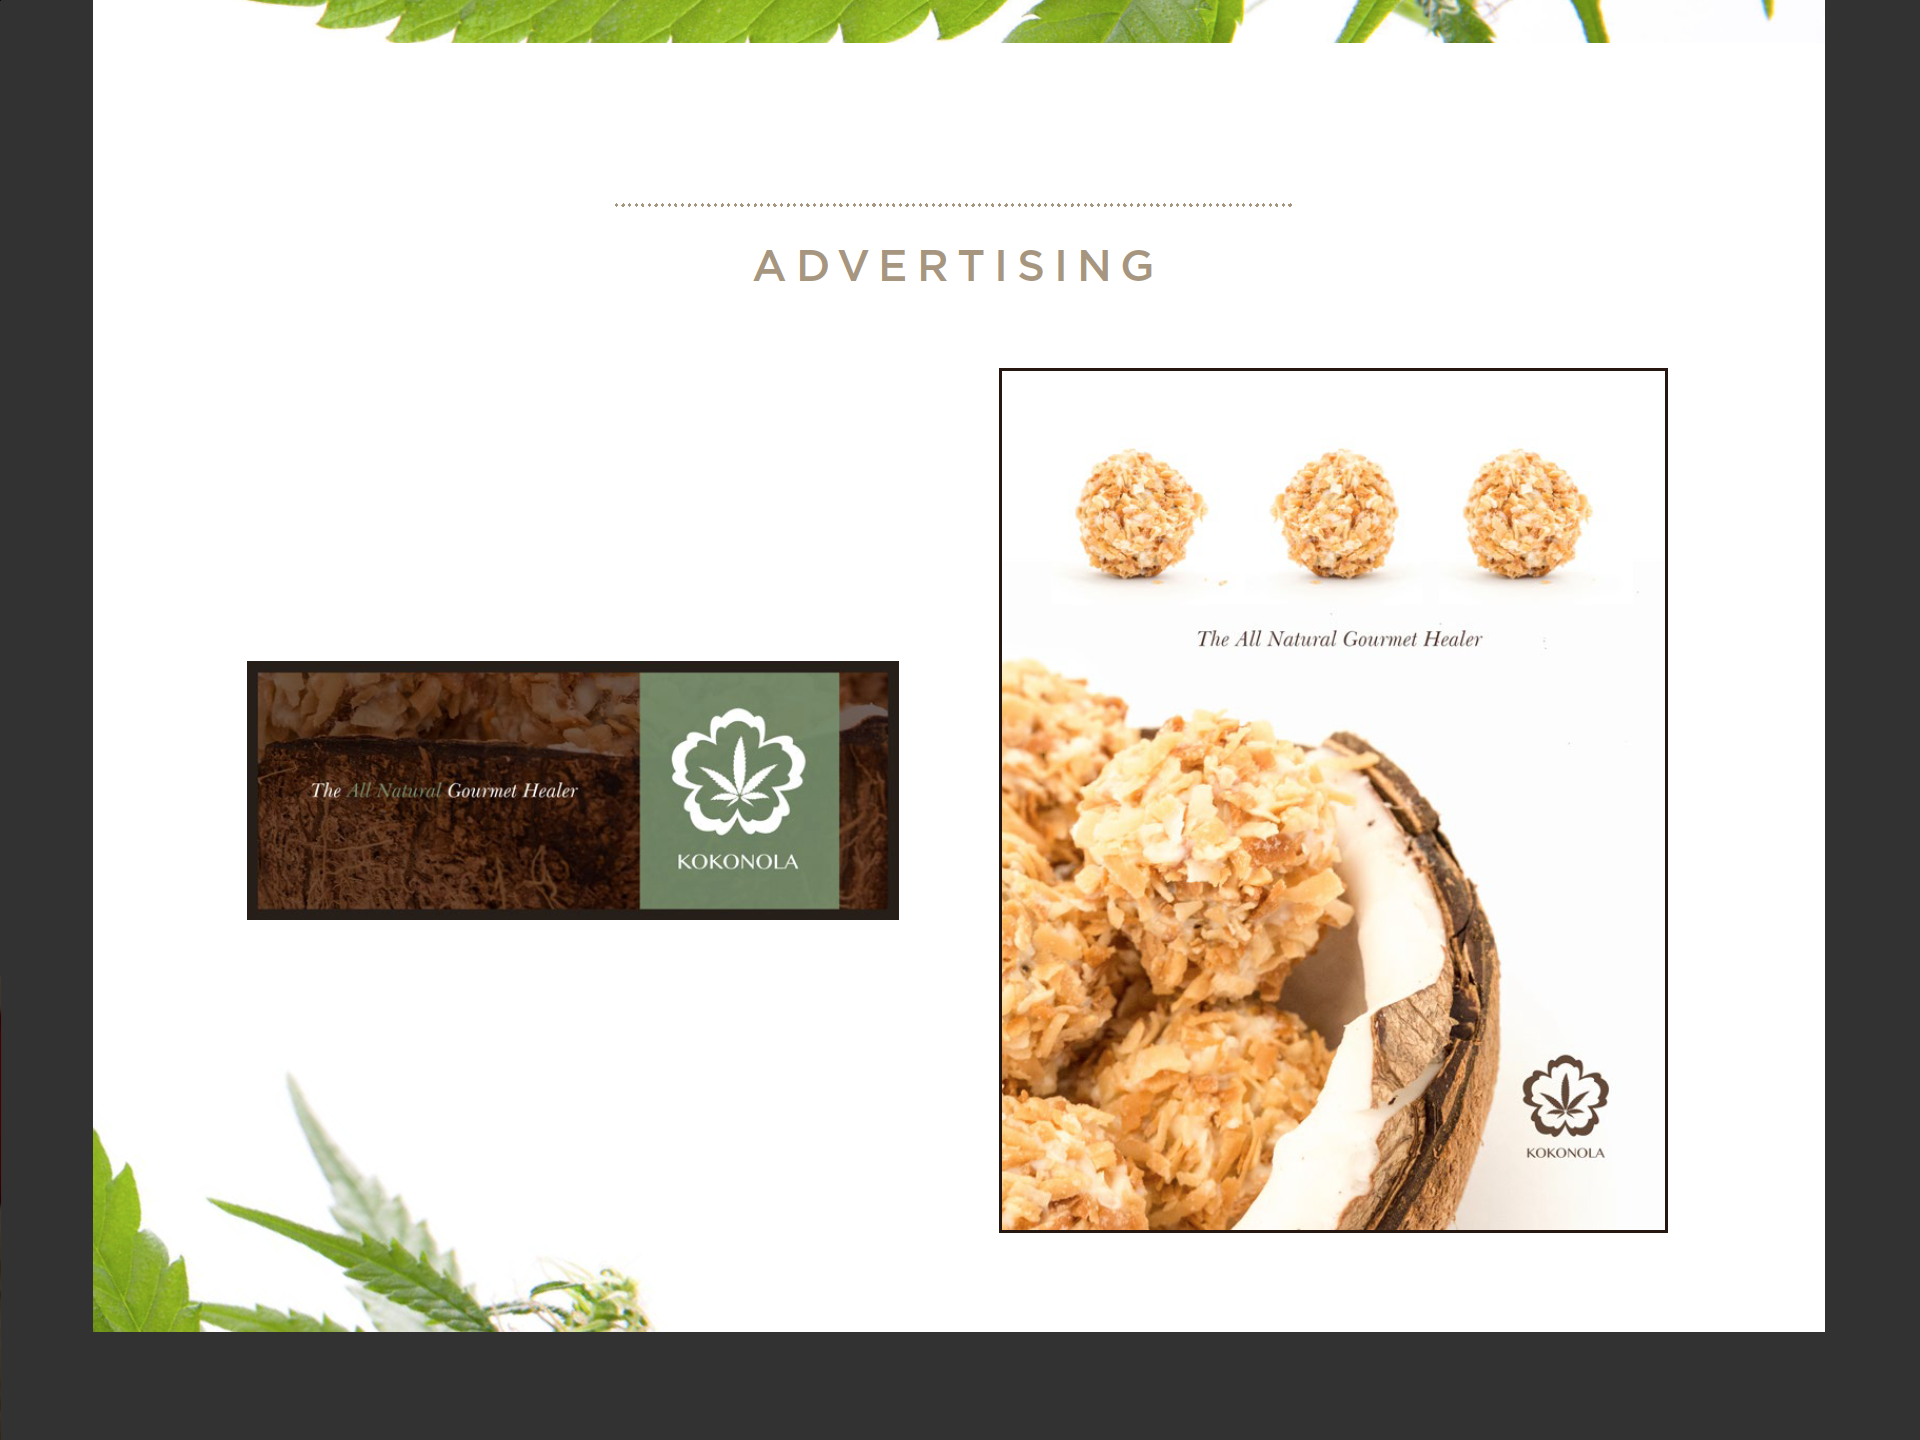 ADVERTISING
The All Natural Gourmet Healer
KOKONOLA
The All Natural Gourmet Healer
KOKONOLA